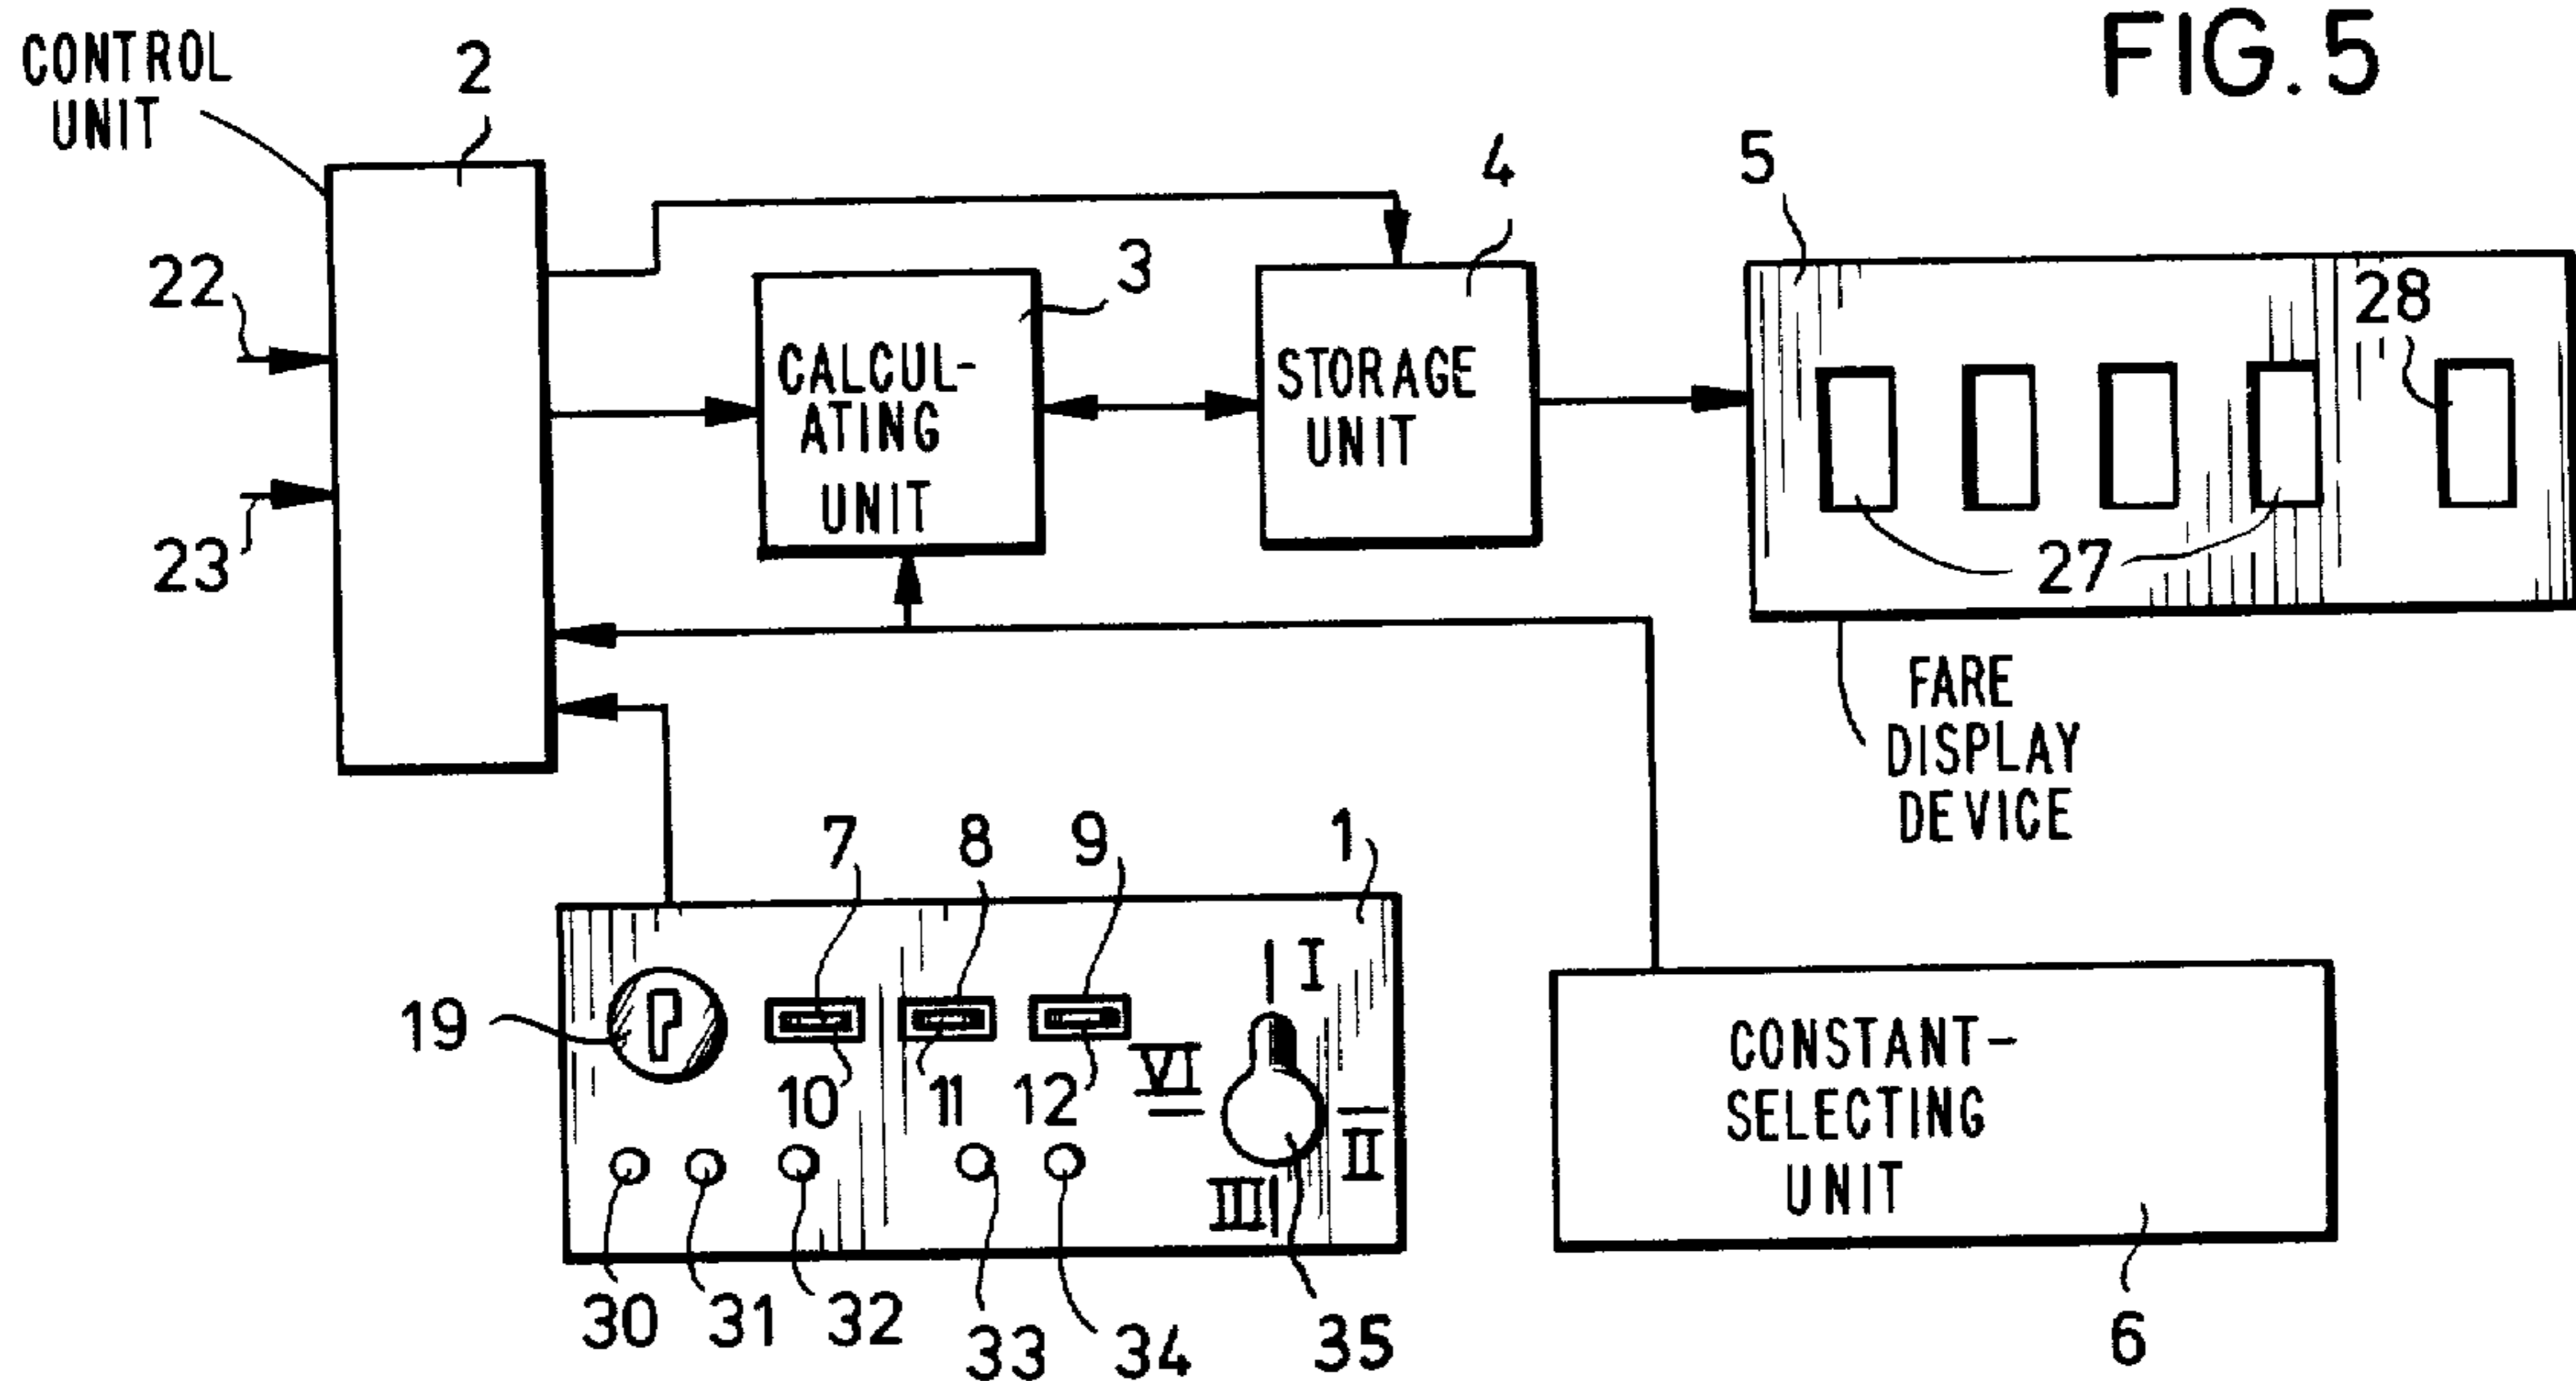 FIG. 5
CONTROL
UNIT
2
4
5
3
22
28
CALCUL-
ATING
UNIT
STORAGE
UNIT
23
27
FARE
DISPLAY
DEVICE
7
8
9
1
I
19
10
11
12
VI
II
III
CONSTANT-
SELECTING
UNIT
30
31
32
33
34
35
6